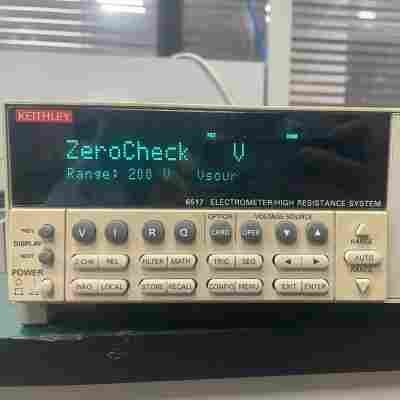 KEITHLEY
ZeroCheck V
Range: 200 V Vsour
6517 ELECTROMETER/HIGH RESISTANCE SYSTEM
OPTION VOLTAGE SOURCE
PREV V I R Q CARD OPER ▼ ▲
RANGE
DISPLAY
NEXT Z-CHK REL FILTER MATH TRIG SEQ ◀ ▶ AUTO
POWER RANGE
INFO LOCAL STORE RECALL CONFIG MENU EXIT ENTER